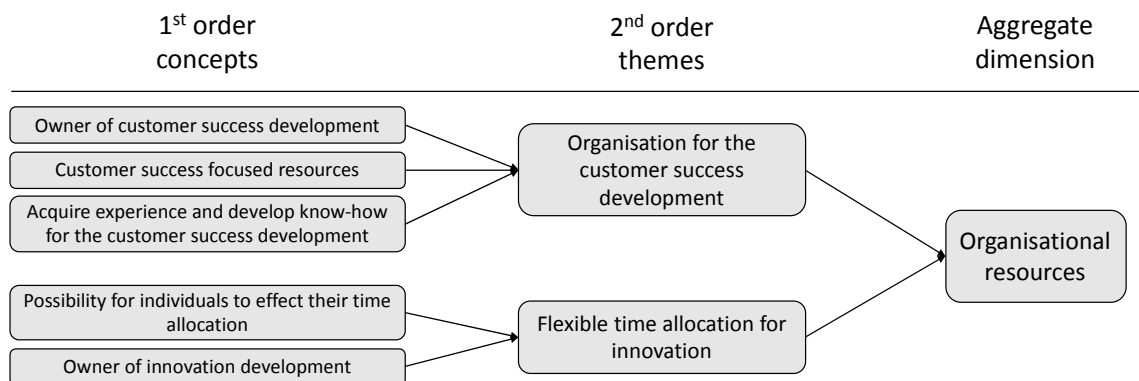 1st order
concepts
2nd order
themes
Aggregate
dimension
Owner of customer success development
Customer success focused resources
Acquire experience and develop know-how
for the customer success development
Possibility for individuals to effect their time
allocation
Owner of innovation development
Organisation for the
customer success
development
Flexible time allocation for
innovation
Organisational
resources